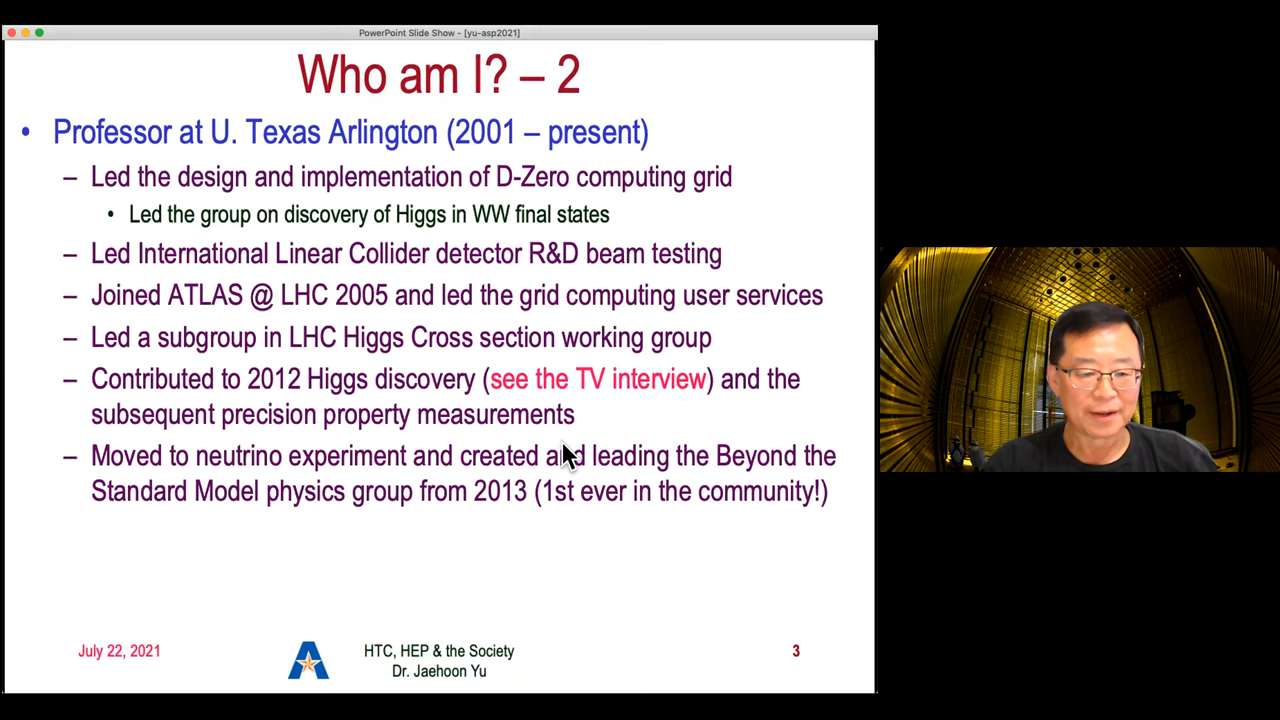 PowerPoint Slide Show - [yu-asp2021]
Who am I? – 2
• Professor at U. Texas Arlington (2001 – present)
– Led the design and implementation of D-Zero computing grid
• Led the group on discovery of Higgs in WW final states
– Led International Linear Collider detector R&D beam testing
– Joined ATLAS @ LHC 2005 and led the grid computing user services
– Led a subgroup in LHC Higgs Cross section working group
– Contributed to 2012 Higgs discovery (see the TV interview) and the
subsequent precision property measurements
– Moved to neutrino experiment and created and leading the Beyond the
Standard Model physics group from 2013 (1st ever in the community!)
July 22, 2021
HTC, HEP & the Society
Dr. Jaehoon Yu
3